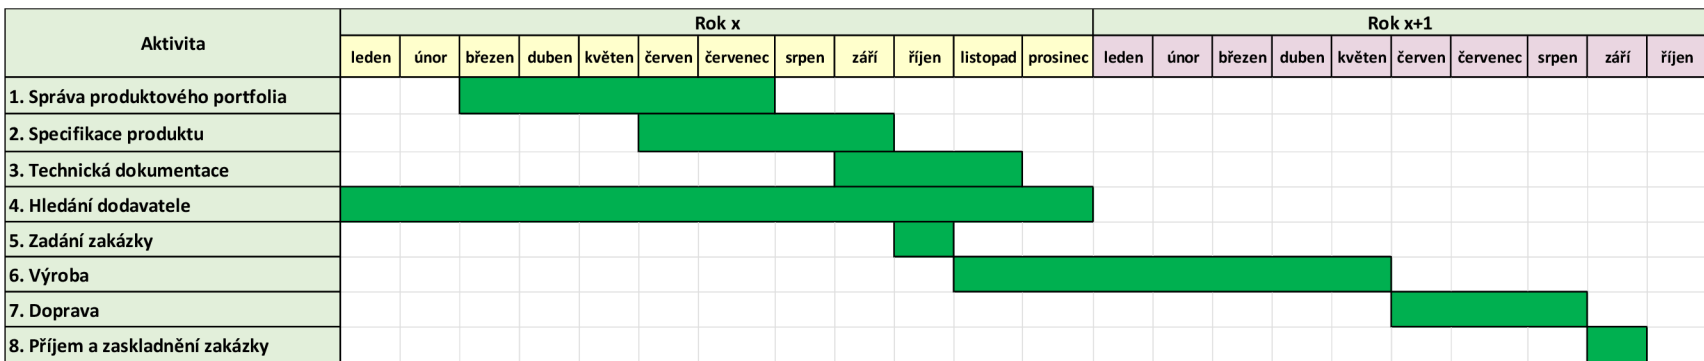 Aktivita
Rok x
Rok x+1
leden únor březen duben květen červen červenec srpen září říjen listopad prosinec leden únor březen duben květen červen červenec srpen září říjen
1. Správa produktového portfolia
2. Specifikace produktu
3. Technická dokumentace
4. Hledání dodavatele
5. Zadání zakázky
6. Výroba
7. Doprava
8. Příjem a zaskladnění zakázky